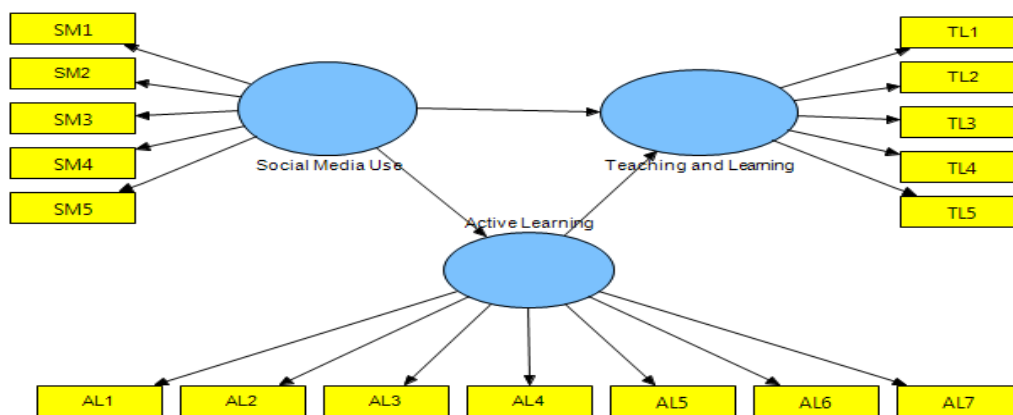 SM1
SM2
SM3
SM4
SM5
Social Media Use
TL1
TL2
TL3
TL4
TL5
Teaching and Learning
Active Learning
AL1
AL2
AL3
AL4
AL5
AL6
AL7